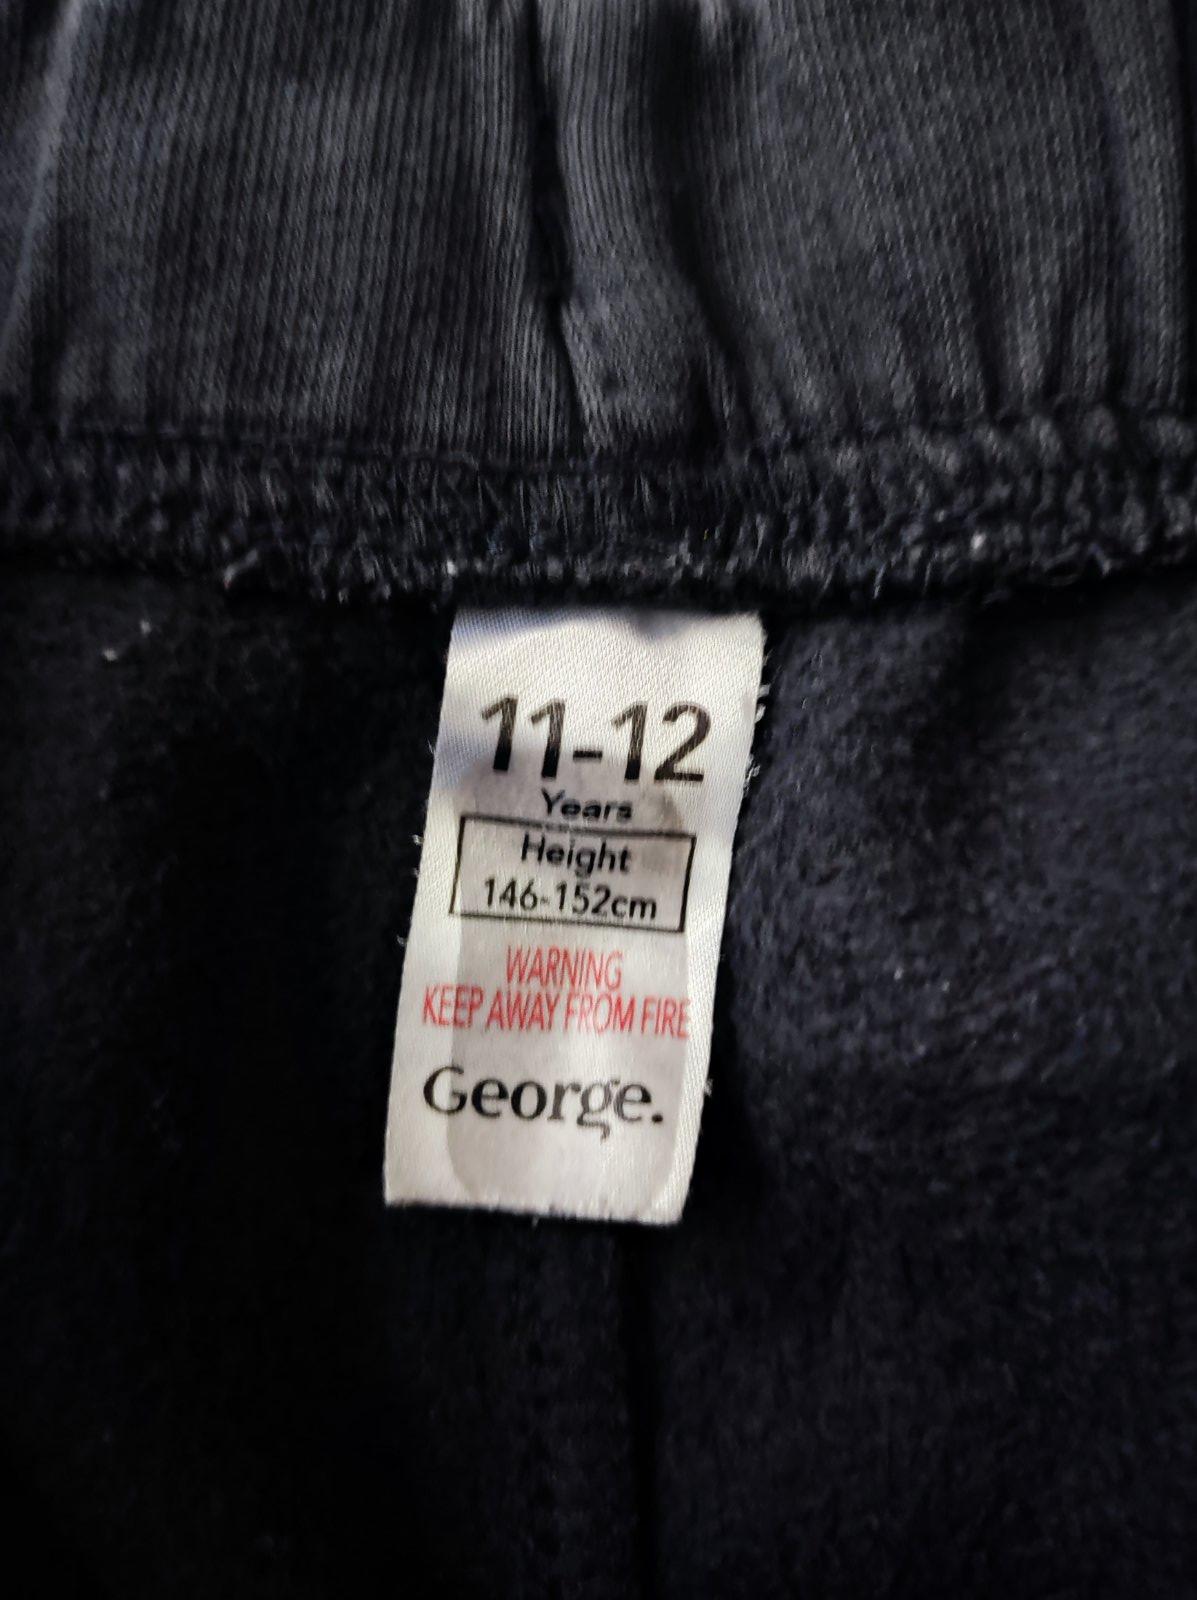 11-12
Years
Height
146-152cm
WARNING
KEEP AWAY FROM FIRE
George.